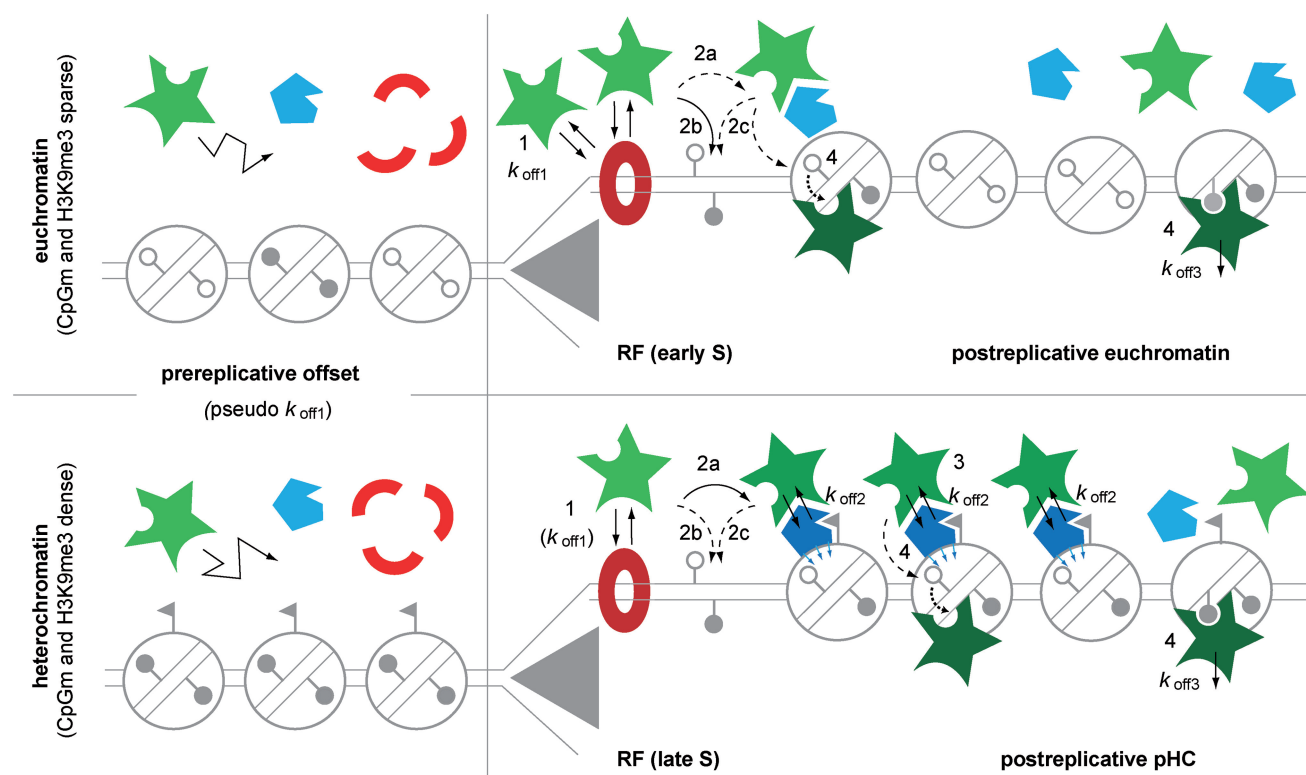 euchromatin
(CpGm and H3K9me3 sparse)
2a
1
k off1
2b
2c
4
4
k off3
RF (early S)
postreplicative euchromatin
prereplicative offset
(pseudo k off1)
heterochromatin
(CpGm and H3K9me3 dense)
2a
3
k off2
k off2
k off2
1
(k off1)
2b
2c
4
4
k off3
RF (late S)
postreplicative pHC